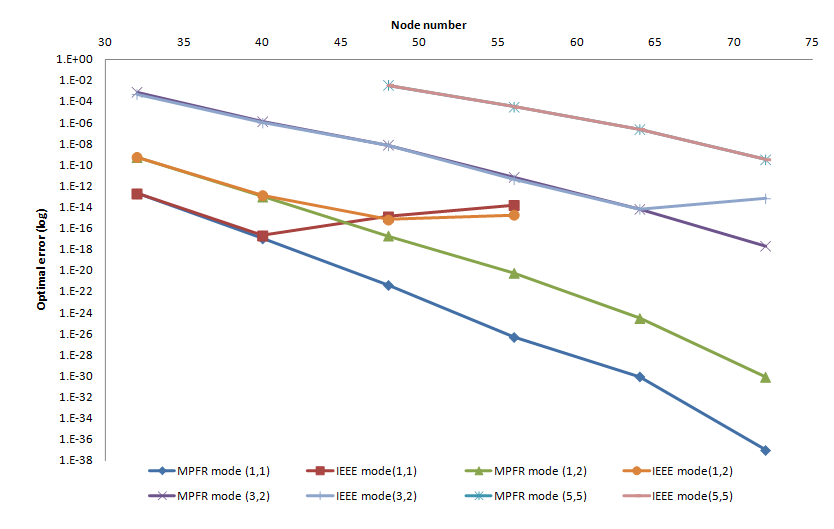 Node number
30 35 40 45 50 55 60 65 70 75
1.E+00
1.E-02
1.E-04
1.E-06
1.E-08
1.E-10
1.E-12
1.E-14
1.E-16
1.E-18
1.E-20
1.E-22
1.E-24
1.E-26
1.E-28
1.E-30
1.E-32
1.E-34
1.E-36
1.E-38
Optimal error (log)
MPFR mode (1,1) IEEE mode(1,1) MPFR mode (1,2) IEEE mode(1,2)
MPFR mode (3,2) IEEE mode(3,2) MPFR mode (5,5) IEEE mode(5,5)